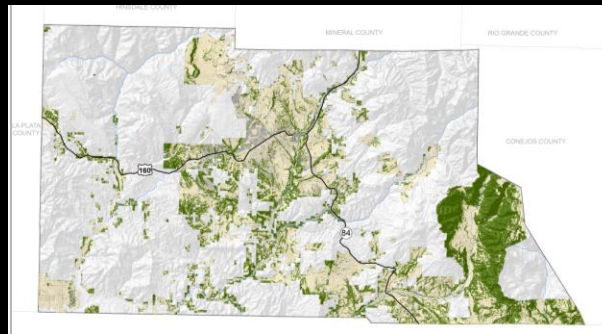 HINSDALE COUNTY
MINERAL COUNTY
RIO GRANDE COUNTY
LA PLATA
COUNTY
CONEJOS COUNTY
160
84